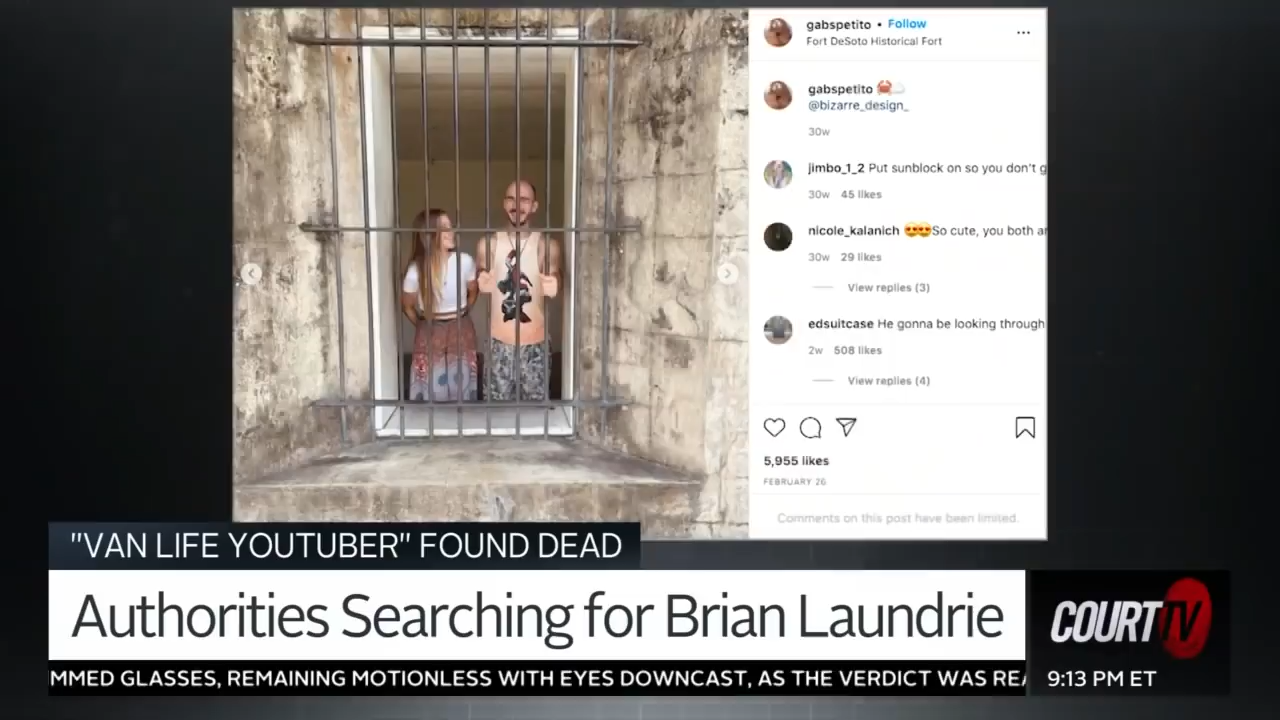 gabspetito • Follow
Fort DeSoto Historical Fort
gabspetito
@bizarre_design_
30w
jimbo_1_2 Put sunblock on so you don't g
30w 45 likes
nicole_kalanich So cute, you both ar
30w 29 likes
View replies (3)
edsuitcase He gonna be looking through
2w 508 likes
View replies (4)
5,955 likes
FEBRUARY 26
Comments on this post have been limited.
"VAN LIFE YOUTUBER" FOUND DEAD
Authorities Searching for Brian Laundrie
COURT TV
MMED GLASSES, REMAINING MOTIONLESS WITH EYES DOWNCAST, AS THE VERDICT WAS REA
9:13 PM ET